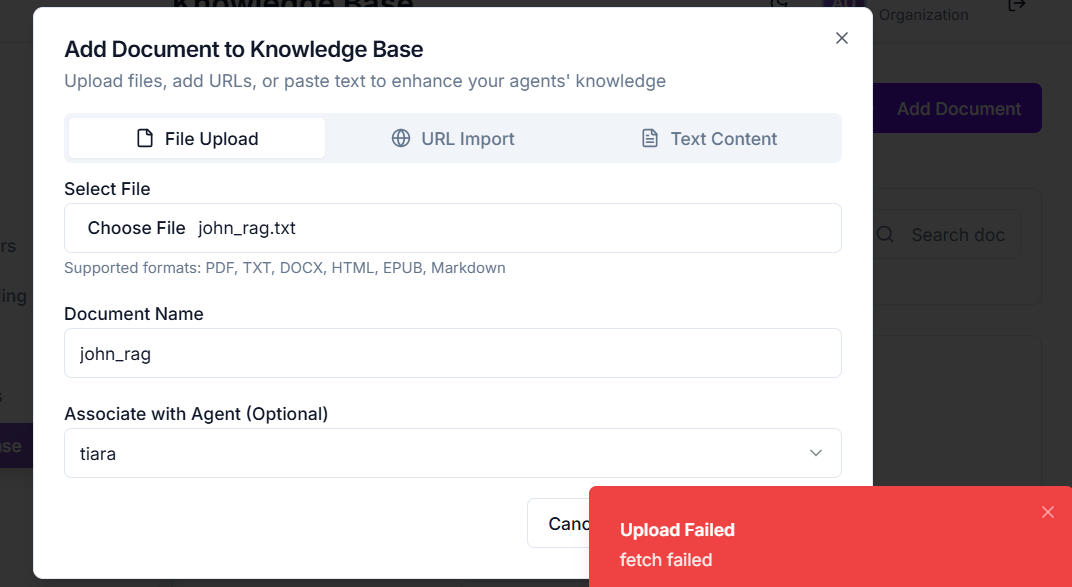 Knowledge Base
Organization
Add Document to Knowledge Base
Upload files, add URLs, or paste text to enhance your agents' knowledge
Add Document
File Upload
URL Import
Text Content
Select File
Choose File john_rag.txt
Search doc
rs
Supported formats: PDF, TXT, DOCX, HTML, EPUB, Markdown
ing
Document Name
john_rag
s
Associate with Agent (Optional)
ase
tiara
Canc
Upload Failed
fetch failed